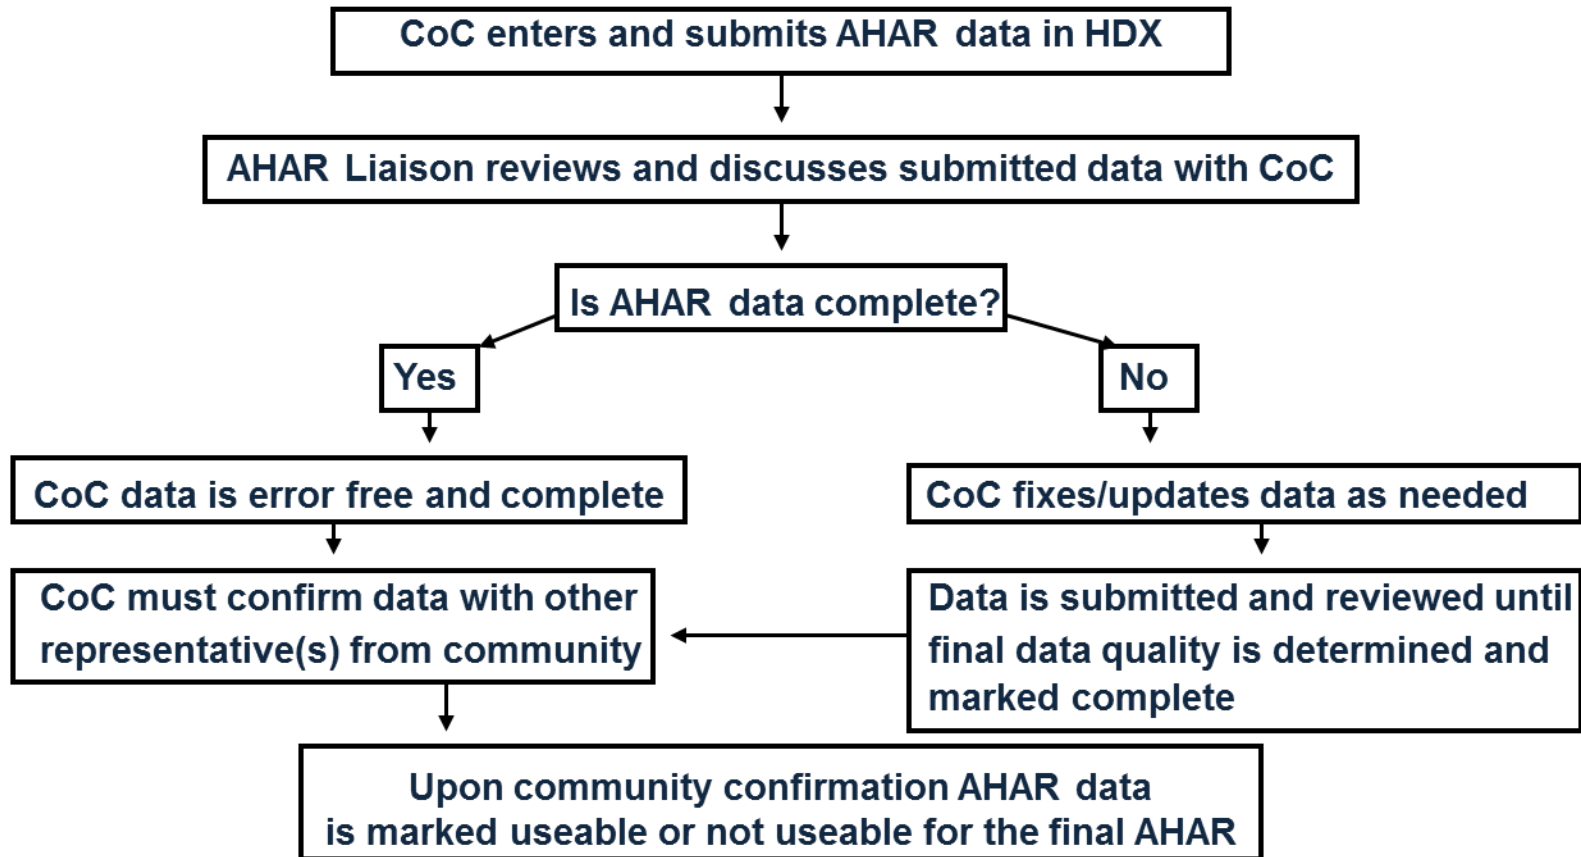 CoC enters and submits AHAR data in HDX
AHAR Liaison reviews and discusses submitted data with CoC
Is AHAR data complete?
Yes
No
CoC data is error free and complete
CoC fixes/updates data as needed
CoC must confirm data with other
representative(s) from community
Data is submitted and reviewed until
final data quality is determined and
marked complete
Upon community confirmation AHAR data
is marked useable or not useable for the final AHAR